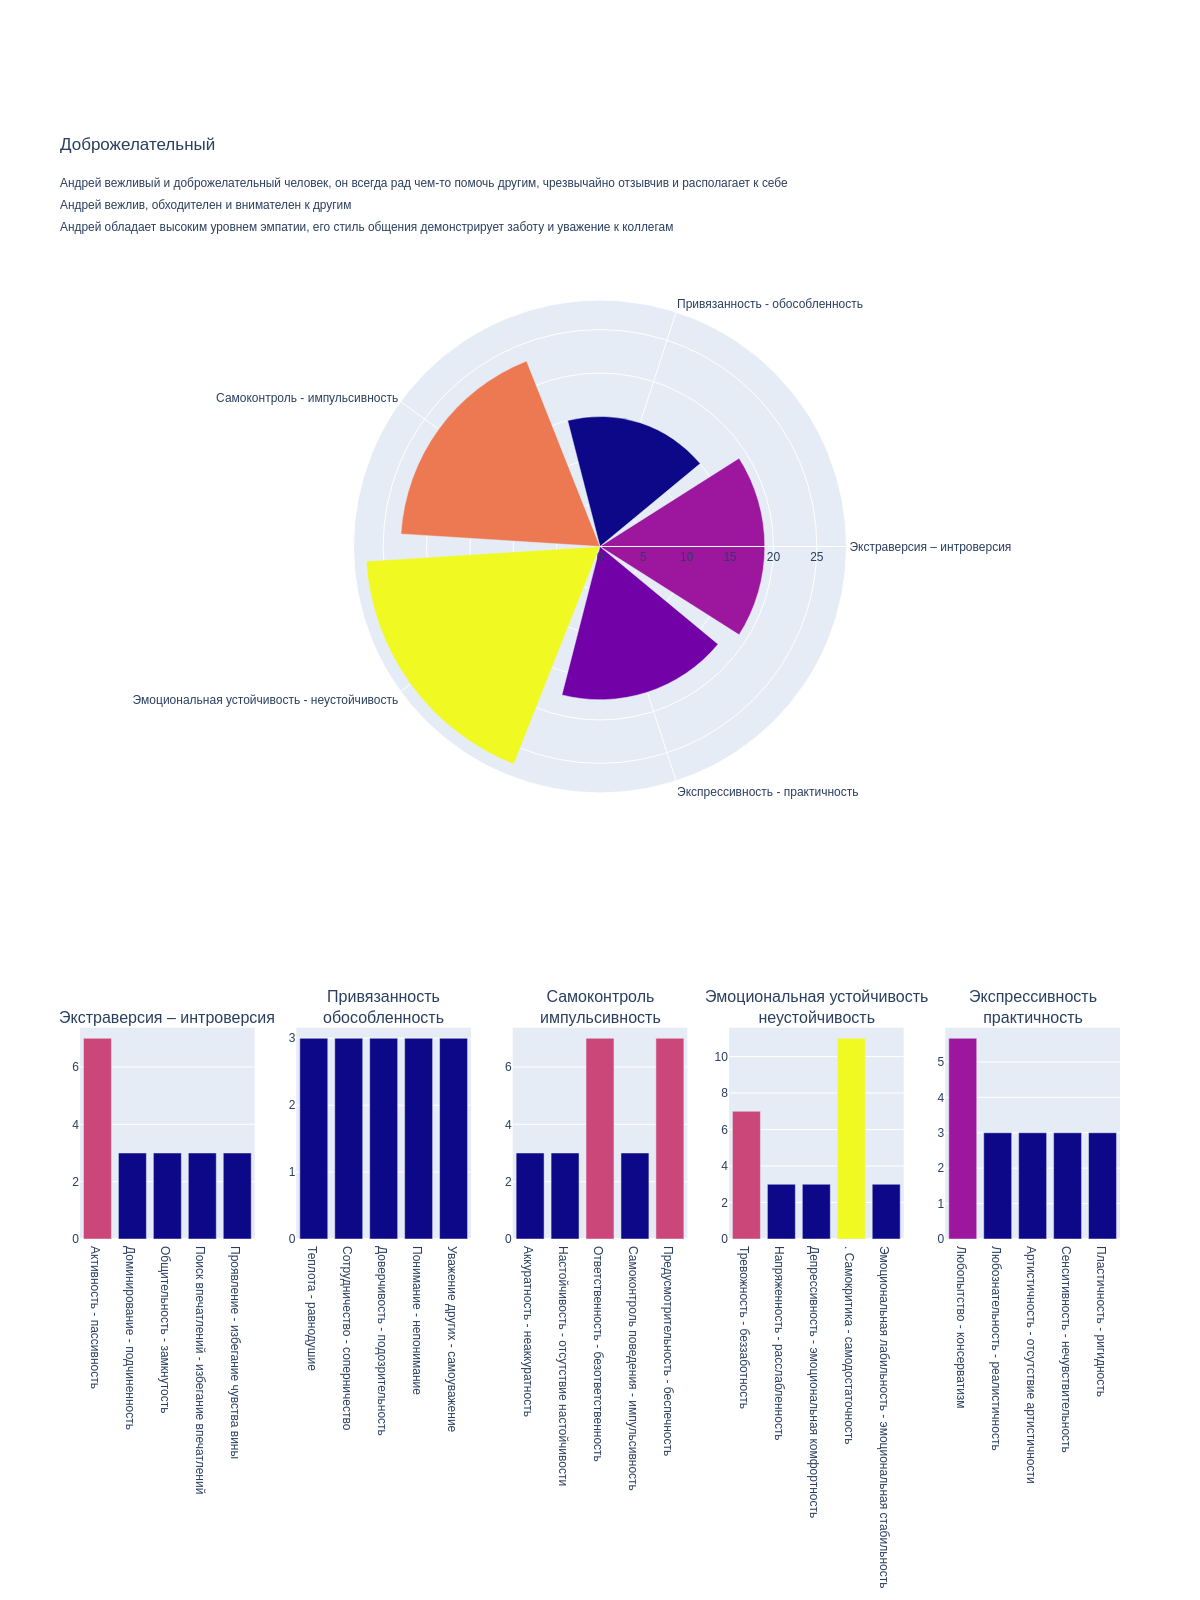 Доброжелательный
Андрей вежливый и доброжелательный человек, он всегда рад чем-то помочь другим, чрезвычайно отзывчив и располагает к себе
Андрей вежлив, обходителен и внимателен к другим
Андрей обладает высоким уровнем эмпатии, его стиль общения демонстрирует заботу и уважение к коллегам
Привязанность - обособленность
Самоконтроль - импульсивность
Экстраверсия – интроверсия
5 10 15 20 25
Эмоциональная устойчивость - неустойчивость
Экспрессивность - практичность
Экстраверсия – интроверсия
6
4
2
0
Активность - пассивность
Доминирование - подчиненность
Общительность - замкнутость
Поиск впечатлений - избегание впечатлений
Проявление - избегание чувства вины
Привязанность
обособленность
3
2
1
0
Теплота - равнодушие
Сотрудничество - соперничество
Доверчивость - подозрительность
Понимание - непонимание
Уважение других - самоуважение
Самоконтроль
импульсивность
6
4
2
0
Аккуратность - неаккуратность
Настойчивость - отсутствие настойчивости
Ответственность - безответственность
Самоконтроль поведения - импульсивность
Предусмотрительность - беспечность
Эмоциональная устойчивость
неустойчивость
10
8
6
4
2
0
Тревожность - беззаботность
Напряженность - расслабленность
Депрессивность - эмоциональная комфортность
. Самокритика - самодостаточность
Эмоциональная лабильность - эмоциональная стабильность
Экспрессивность
практичность
5
4
3
2
1
0
Любопытство - консерватизм
Любознательность - реалистичность
Артистичность - отсутствие артистичности
Сенситивность - нечувствительность
Пластичность - ригидность